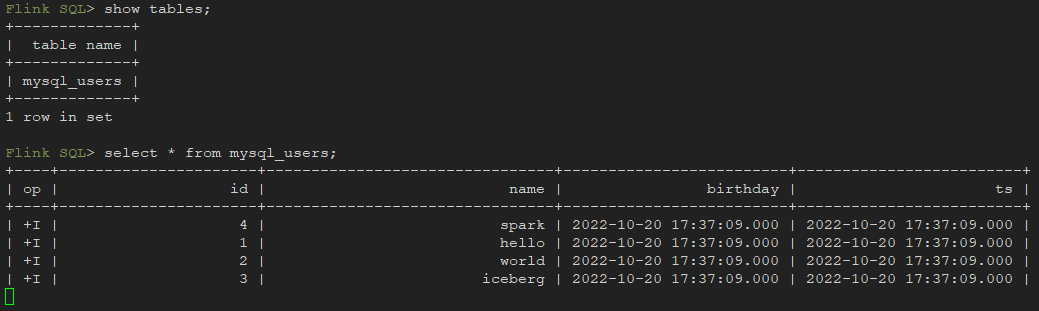 Flink SQL> show tables;
+-------------+
|  table name |
+-------------+
| mysql_users |
+-------------+
1 row in set
Flink SQL> select * from mysql_users;
+----+----------------------+--------------------------------+-------------------------+-------------------------+
| op |                   id |                           name |                birthday |                      ts |
+----+----------------------+--------------------------------+-------------------------+-------------------------+
| +I |                    4 |                          spark | 2022-10-20 17:37:09.000 | 2022-10-20 17:37:09.000 |
| +I |                    1 |                          hello | 2022-10-20 17:37:09.000 | 2022-10-20 17:37:09.000 |
| +I |                    2 |                          world | 2022-10-20 17:37:09.000 | 2022-10-20 17:37:09.000 |
| +I |                    3 |                        iceberg | 2022-10-20 17:37:09.000 | 2022-10-20 17:37:09.000 |